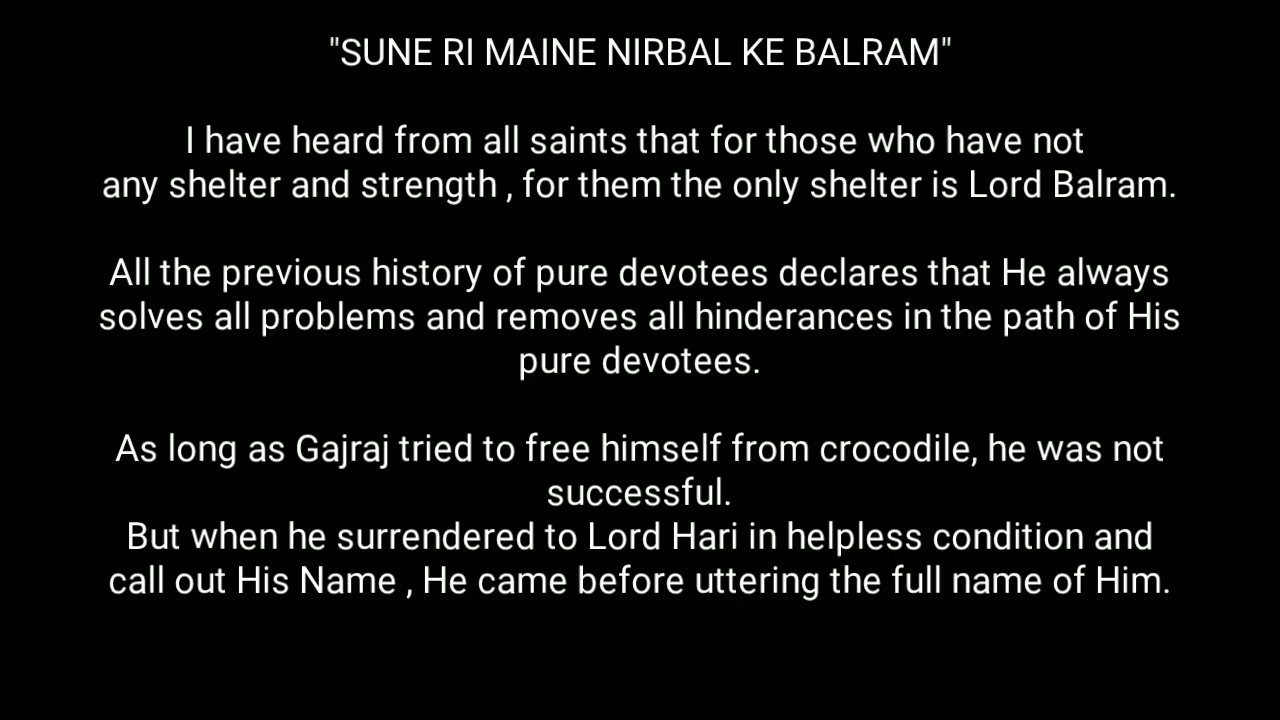 "SUNE RI MAINE NIRBAL KE BALRAM"
I have heard from all saints that for those who have not
any shelter and strength , for them the only shelter is Lord Balram.
All the previous history of pure devotees declares that He always
solves all problems and removes all hinderances in the path of His
pure devotees.
As long as Gajraj tried to free himself from crocodile, he was not
successful.
But when he surrendered to Lord Hari in helpless condition and
call out His Name , He came before uttering the full name of Him.